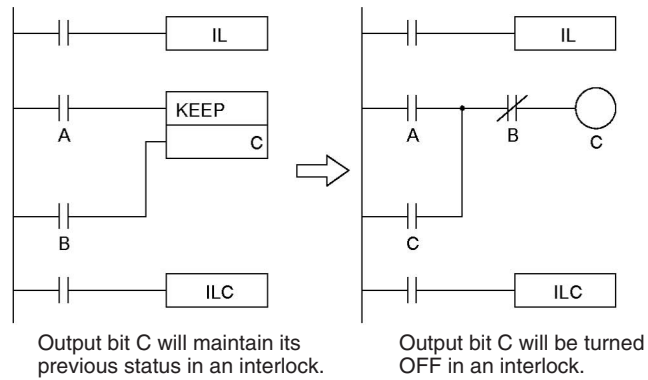 IL
A
KEEP
C
B
ILC
Output bit C will maintain its
previous status in an interlock.
IL
A
B
C
C
ILC
Output bit C will be turned
OFF in an interlock.